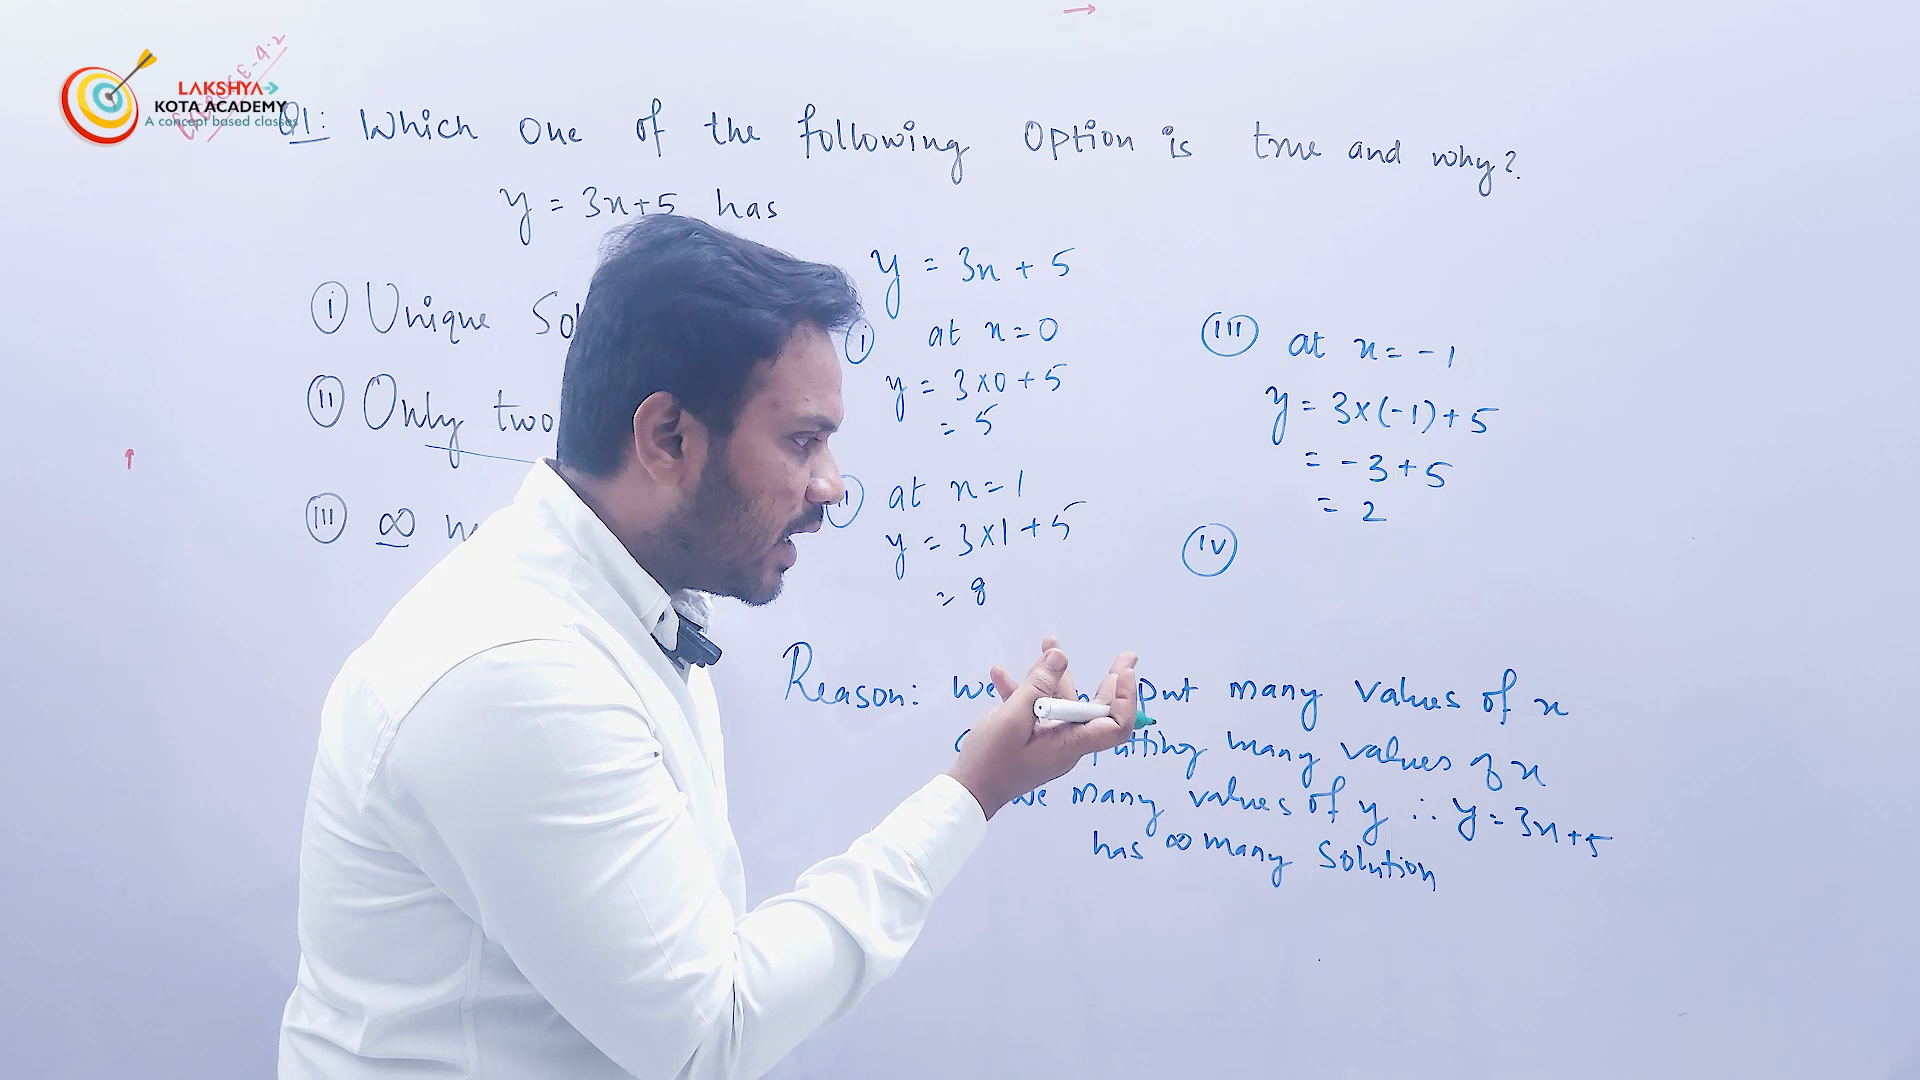 LAKSHYA
KOTA ACADEMY
A concept based classes
Q1: Which one of the following Option is true and why?
y = 3x+5 has
(i) Unique
(ii) Only two
(iii) ∞
y = 3x + 5
(i) at x=0
y = 3×0+5
= 5
at x=1
y = 3×1+5
= 8
(iii) at x=-1
y = 3×(-1)+5
= -3+5
= 2
(iv)
Reason: we put many values of x
many values of x
we many values of y ∴ y=3x+5
has ∞ many Solution